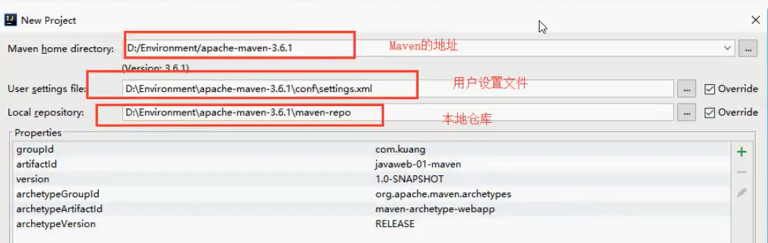 New Project
Maven home directory: D:/Environment/apache-maven-3.6.1 ... Maven的地址
(Version: 3.6.1)
User settings file: D:\Environment\apache-maven-3.6.1\conf\settings.xml 用户设置文件 ... Override
Local repository: D:\Environment\apache-maven-3.6.1\maven-repo 本地仓库 ... Override
Properties
groupId com.kuang
artifactId javaweb-01-maven
version 1.0-SNAPSHOT
archetypeGroupId org.apache.maven.archetypes
archetypeArtifactId maven-archetype-webapp
archetypeVersion RELEASE